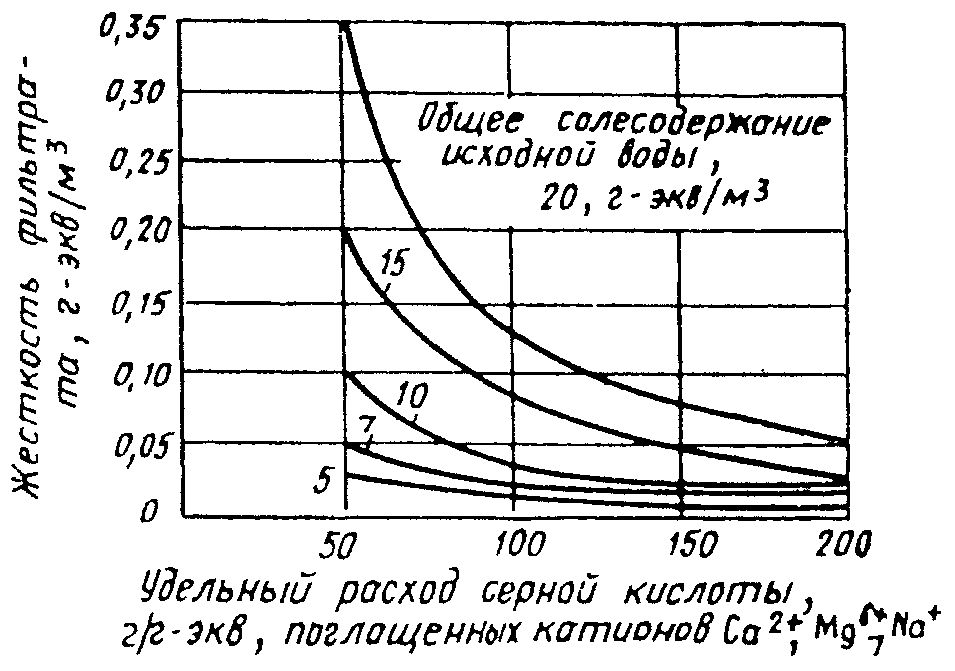 Жесткость фильтра-
та, г-экв/м³
0,35
0,30
0,25
0,20
0,15
0,10
0,05
0
Общее солесодержание
исходной воды,
20, г-экв/м³
15
10
7
5
50 100 150 200
Удельный расход серной кислоты,
г/г-экв, поглащенных катионов Ca²⁺, Mg Na⁺